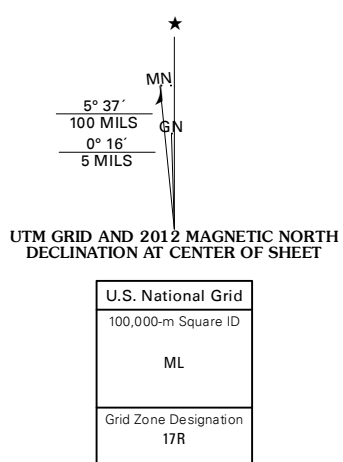 ★
MN
5° 37´
100 MILS
GN
0° 16´
5 MILS
UTM GRID AND 2012 MAGNETIC NORTH
DECLINATION AT CENTER OF SHEET
U.S. National Grid
100,000-m Square ID
ML
Grid Zone Designation
17R